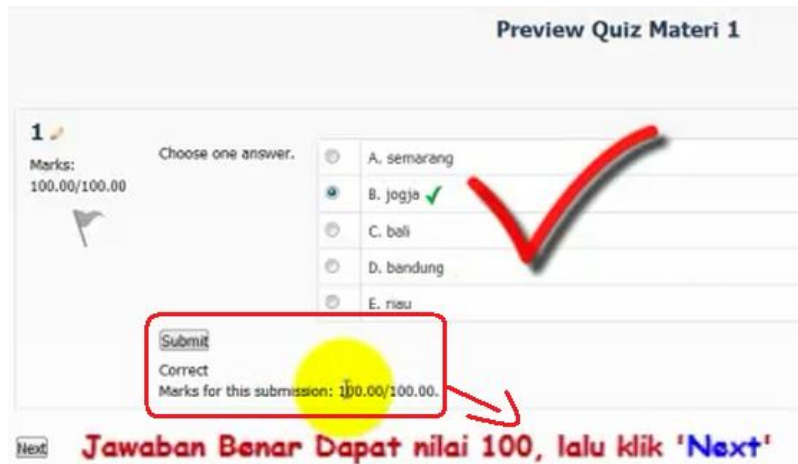 Preview Quiz Materi 1
1
Marks:
100.00/100.00
Choose one answer.
A. semarang
B. jogja
C. bali
D. bandung
E. riau
Submit
Correct
Marks for this submission: 100.00/100.00.
Next
Jawaban Benar Dapat nilai 100, lalu klik 'Next'